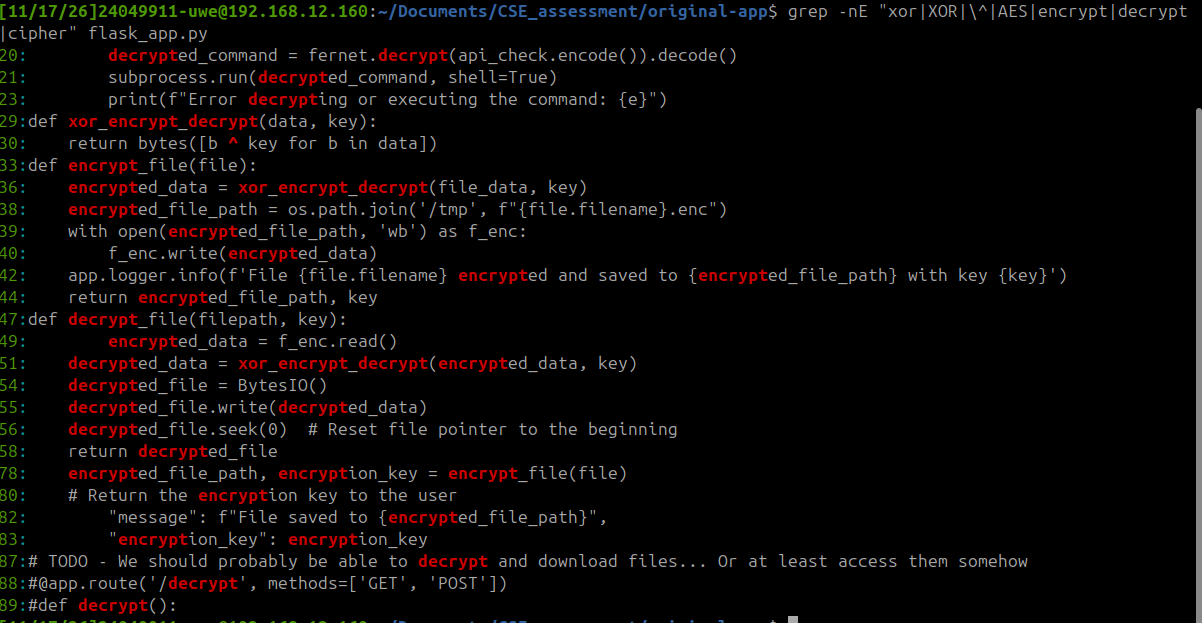 [11/17/26]24049911-uwe@192.168.12.160:~/Documents/CSE_assessment/original-app$ grep -nE "xor|XOR|\^|AES|encrypt|decrypt
|cipher" flask_app.py
20:        decrypted_command = fernet.decrypt(api_check.encode()).decode()
21:        subprocess.run(decrypted_command, shell=True)
23:        print(f"Error decrypting or executing the command: {e}")
29:def xor_encrypt_decrypt(data, key):
30:    return bytes([b ^ key for b in data])
33:def encrypt_file(file):
36:    encrypted_data = xor_encrypt_decrypt(file_data, key)
38:    encrypted_file_path = os.path.join('/tmp', f"{file.filename}.enc")
39:    with open(encrypted_file_path, 'wb') as f_enc:
40:        f_enc.write(encrypted_data)
42:    app.logger.info(f'File {file.filename} encrypted and saved to {encrypted_file_path} with key {key}')
44:    return encrypted_file_path, key
47:def decrypt_file(filepath, key):
49:        encrypted_data = f_enc.read()
51:    decrypted_data = xor_encrypt_decrypt(encrypted_data, key)
54:    decrypted_file = BytesIO()
55:    decrypted_file.write(decrypted_data)
56:    decrypted_file.seek(0)  # Reset file pointer to the beginning
58:    return decrypted_file
78:    encrypted_file_path, encryption_key = encrypt_file(file)
80:    # Return the encryption key to the user
82:        "message": f"File saved to {encrypted_file_path}",
83:        "encryption_key": encryption_key
87:# TODO - We should probably be able to decrypt and download files... Or at least access them somehow
88:#@app.route('/decrypt', methods=['GET', 'POST'])
89:#def decrypt():